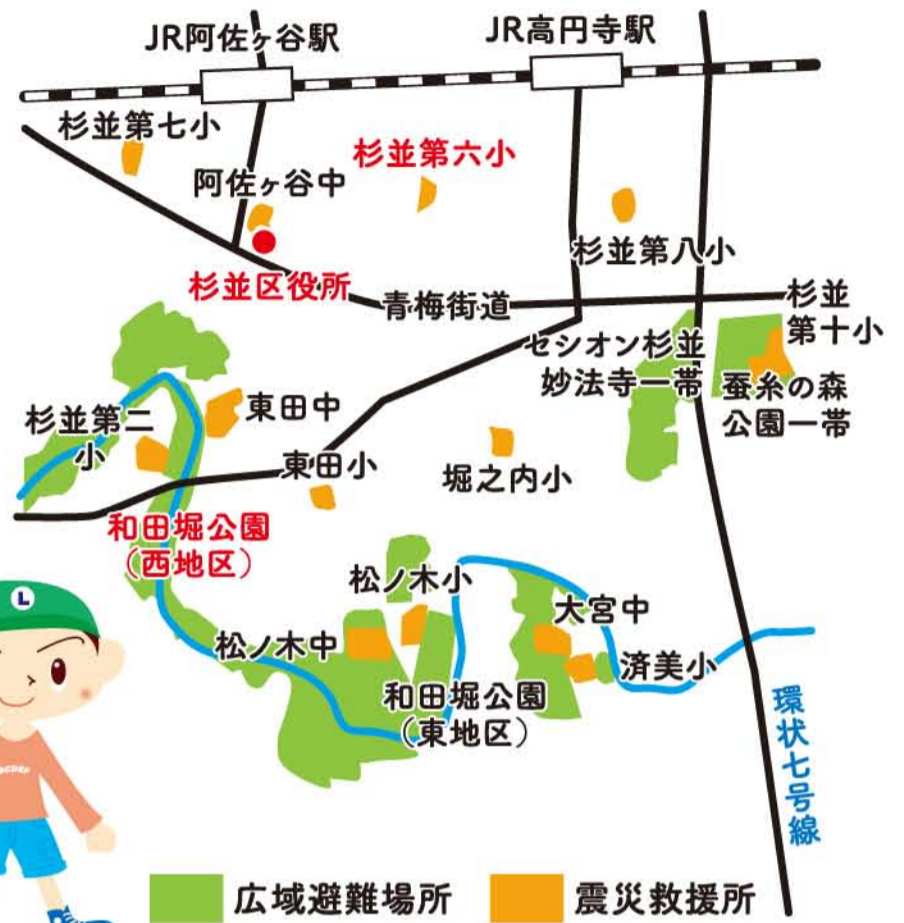 JR阿佐ヶ谷駅
JR高円寺駅
杉並第七小
杉並第六小
阿佐ヶ谷中
杉並第八小
杉並区役所
青梅街道
杉並
第十小
セシオン杉並
妙法寺一帯
蚕糸の森
公園一帯
杉並第二
小
東田中
東田小
堀之内小
和田堀公園
（西地区）
松ノ木小
大宮中
松ノ木中
済美小
和田堀公園
（東地区）
環状七号線
L
広域避難場所
震災救援所